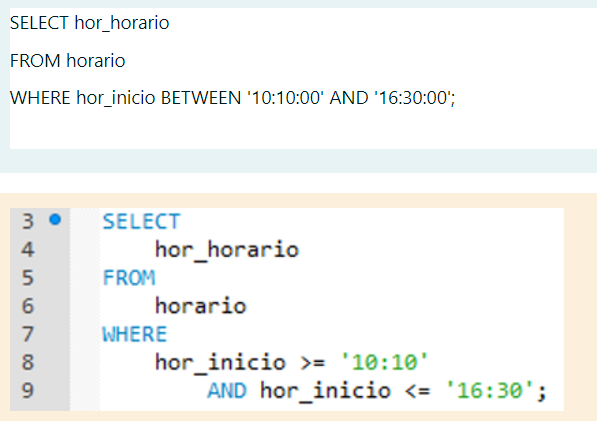 SELECT hor_horario
FROM horario
WHERE hor_inicio BETWEEN '10:10:00' AND '16:30:00';
3 SELECT
4 hor_horario
5 FROM
6 horario
7 WHERE
8 hor_inicio >= '10:10'
9 AND hor_inicio <= '16:30';